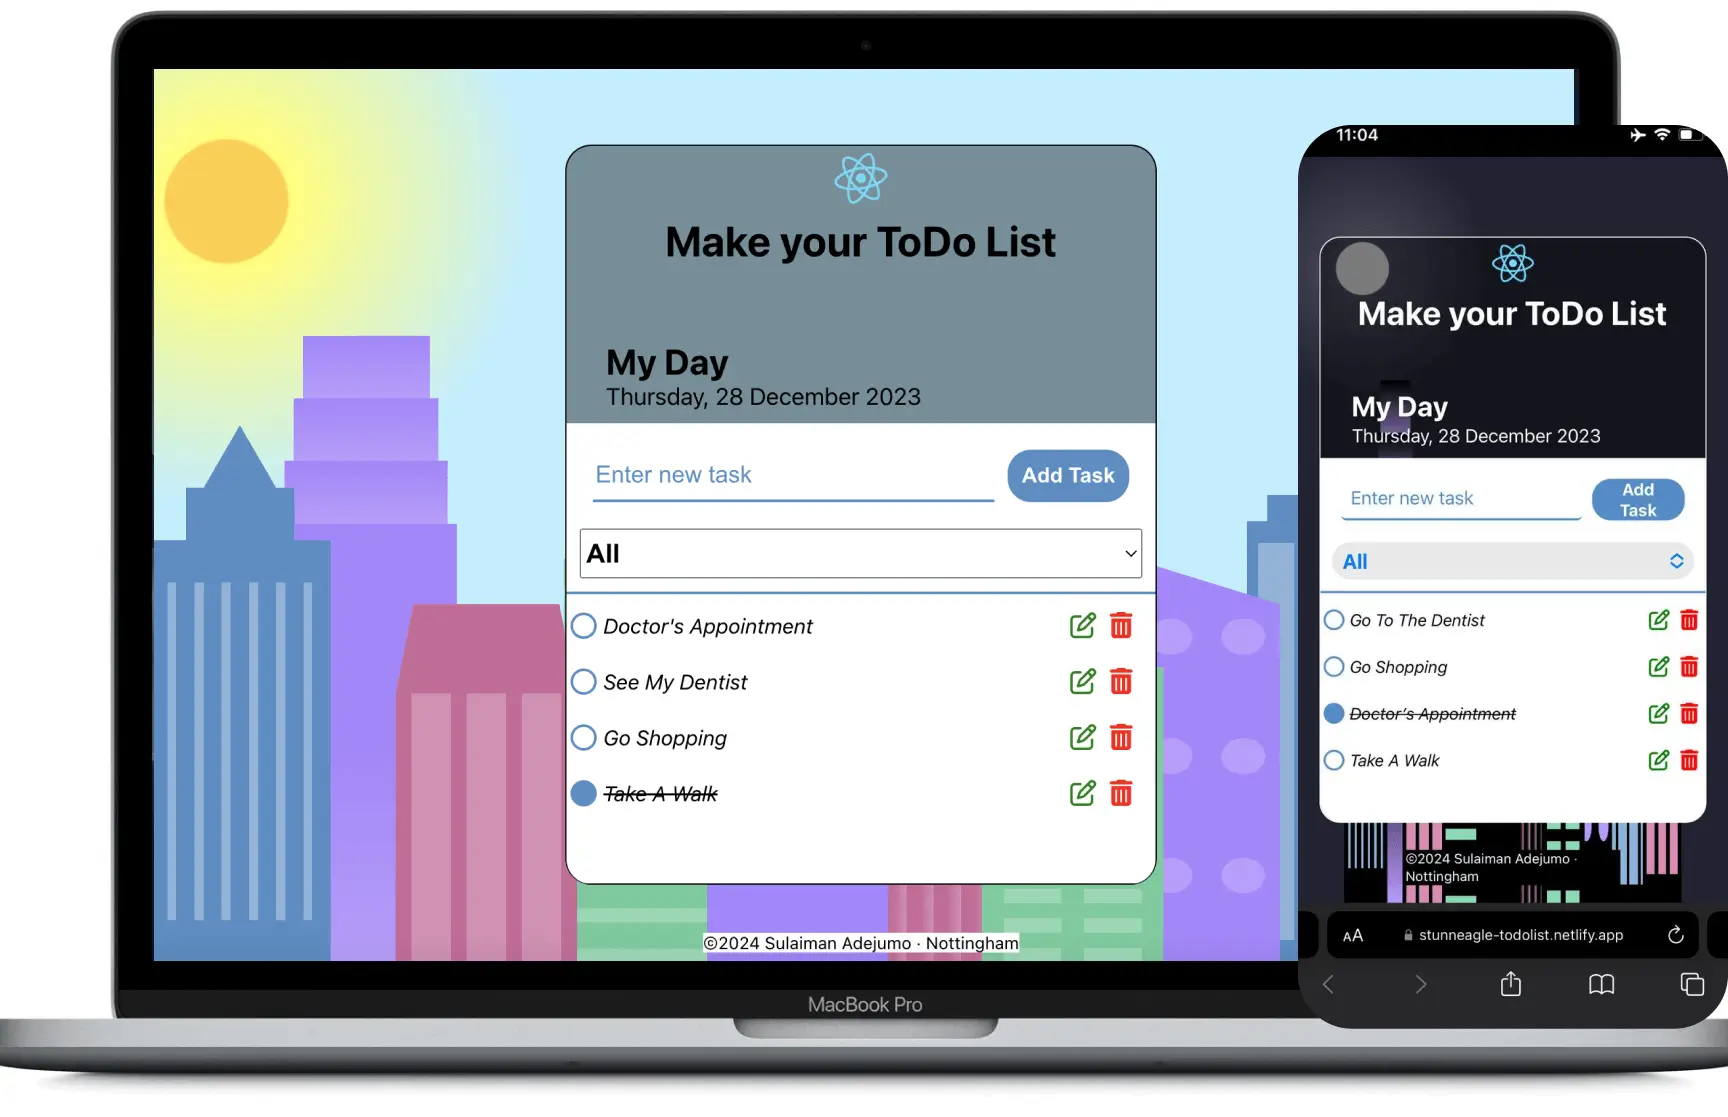 Make your ToDo List
My Day
Thursday, 28 December 2023
Enter new task
Add Task
All
Doctor's Appointment
See My Dentist
Go Shopping
Take A Walk
©2024 Sulaiman Adejumo · Nottingham
MacBook Pro
11:04
Make your ToDo List
My Day
Thursday, 28 December 2023
Enter new task
Add
Task
All
Go To The Dentist
Go Shopping
Doctor’s Appointment
Take A Walk
©2024 Sulaiman Adejumo ·
Nottingham
AA
stunneagle-todolist.netlify.app